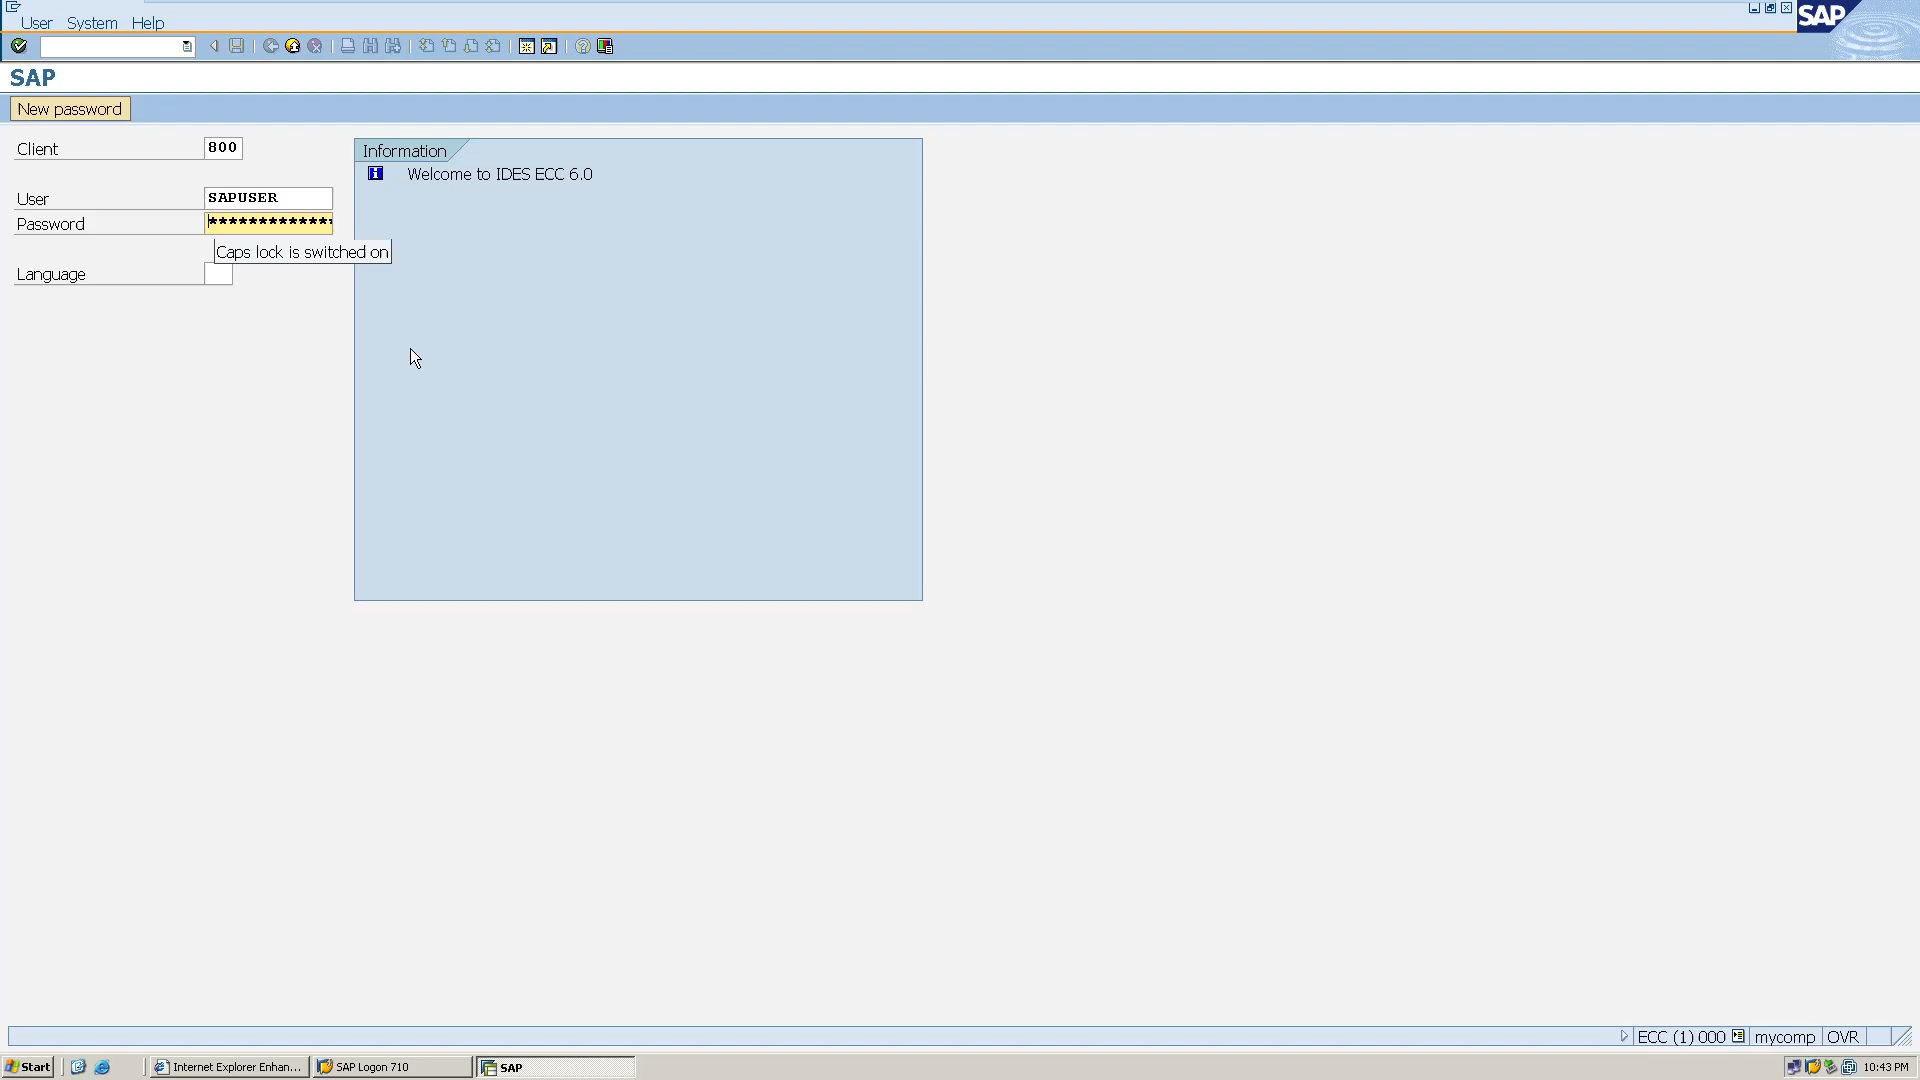 User System Help
SAP
SAP
New password
Client 800
Information
Welcome to IDES ECC 6.0
User SAPUSER
Password *************
Caps lock is switched on
Language
ECC (1) 000 mycomp OVR
Start Internet Explorer Enhan... SAP Logon 710 SAP 10:43 PM